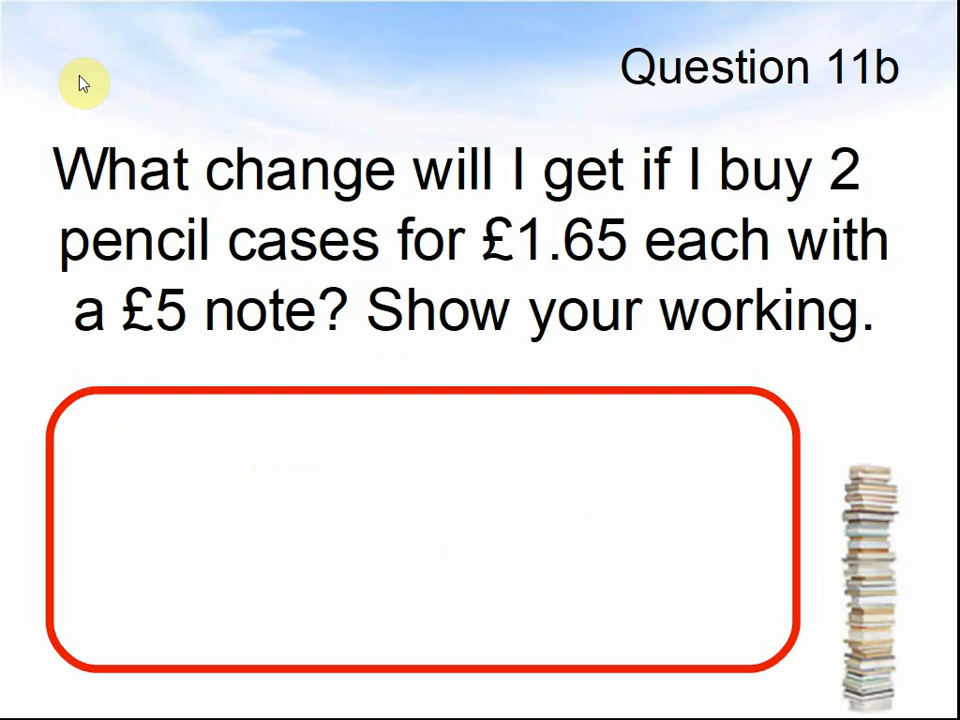 Question 11b
What change will I get if I buy 2
pencil cases for £1.65 each with
a £5 note? Show your working.